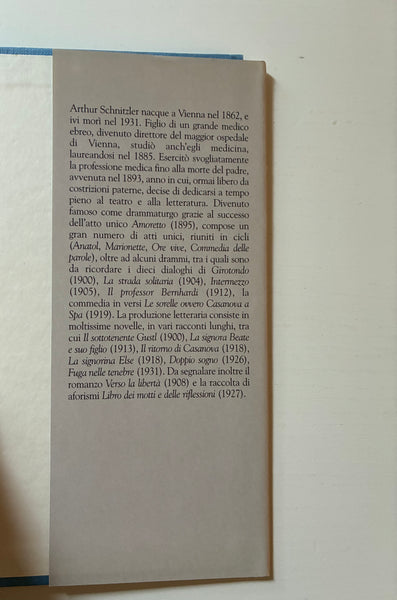 Arthur Schnitzler nacque a Vienna nel 1862, e
ivi morì nel 1931. Figlio di un grande medico
ebreo, divenuto direttore del maggior ospedale
di Vienna, studiò anch'egli medicina,
laureandosi nel 1885. Esercitò svogliatamente
la professione medica fino alla morte del padre,
avvenuta nel 1893, anno in cui, ormai libero da
costrizioni paterne, decise di dedicarsi a tempo
pieno al teatro e alla letteratura. Divenuto
famoso come drammaturgo grazie al successo
dell'atto unico Amoretto (1895), compose un
gran numero di atti unici, riuniti in cicli
(Anatol, Marionette, Ore vive, Commedia delle
parole), oltre ad alcuni drammi, tra i quali sono
da ricordare i dieci dialoghi di Girotondo
(1900), La strada solitaria (1904), Intermezzo
(1905), Il professor Bernhardi (1912), la
commedia in versi Le sorelle ovvero Casanova a
Spa (1919). La produzione letteraria consiste in
moltissime novelle, in vari racconti lunghi, tra
cui Il sottotenente Gustl (1900), La signora Beate
e suo figlio (1913), Il ritorno di Casanova (1918),
La signorina Else (1918), Doppio sogno (1926),
Fuga nelle tenebre (1931). Da segnalare inoltre il
romanzo Verso la libertà (1908) e la raccolta di
aforismi Libro dei motti e delle riflessioni (1927).